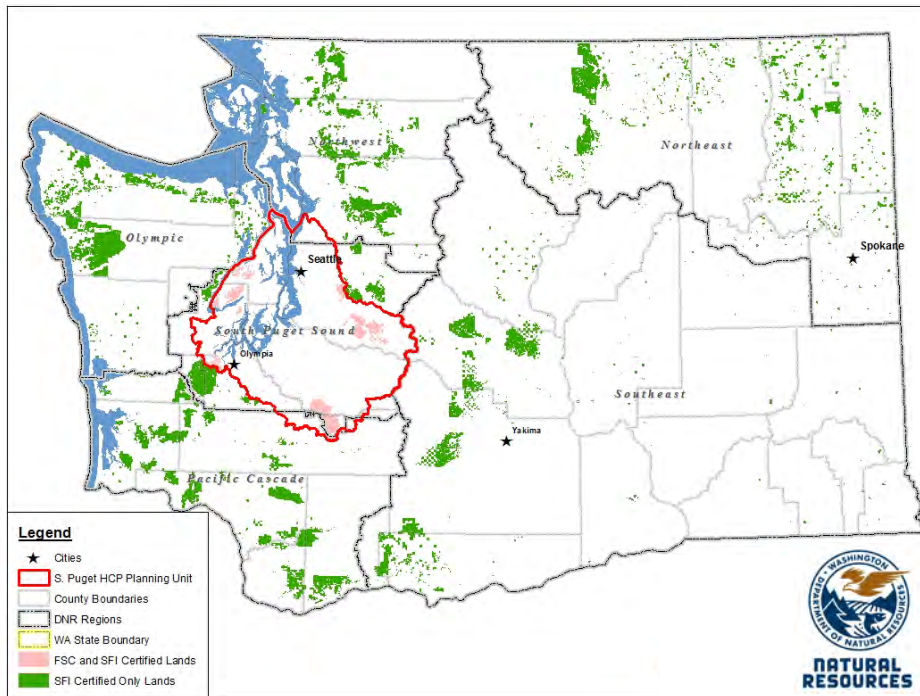 Northwest
Northeast
Olympic
Seattle
Spokane
South Puget Sound
Olympia
Southeast
Yakima
Pacific Cascade
Legend
Cities
S. Puget HCP Planning Unit
County Boundaries
DNR Regions
WA State Boundary
FSC and SFI Certified Lands
SFI Certified Only Lands
WASHINGTON
DEPARTMENT OF NATURAL RESOURCES
NATURAL
RESOURCES